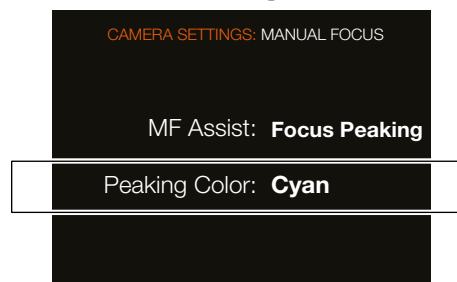 CAMERA SETTINGS: MANUAL FOCUS
MF Assist: Focus Peaking
Peaking Color: Cyan